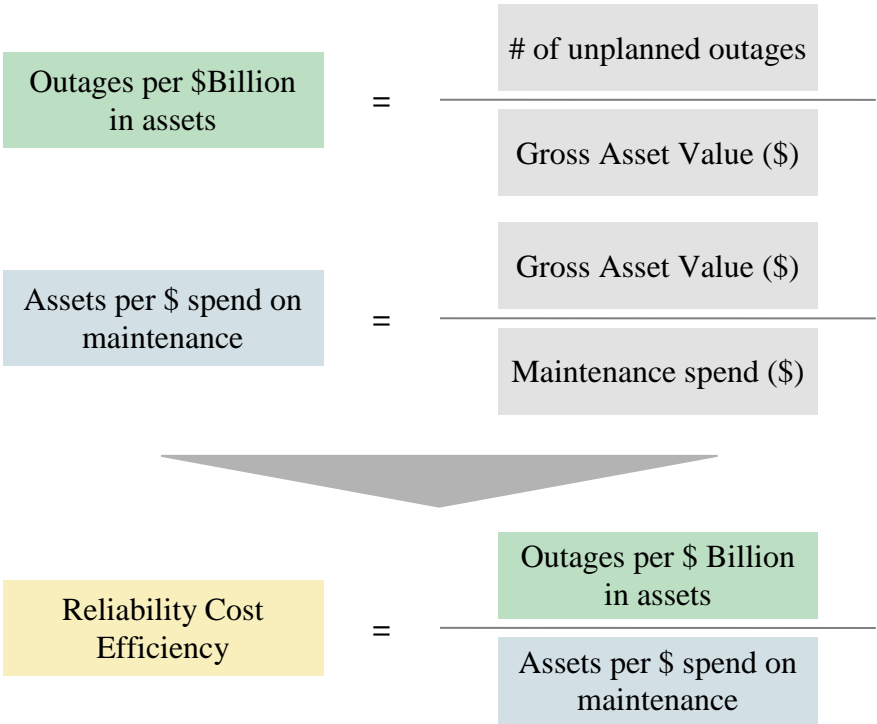 # of unplanned outages
Outages per $Billion
in assets
=
Gross Asset Value ($)
Gross Asset Value ($)
Assets per $ spend on
maintenance
=
Maintenance spend ($)
Outages per $ Billion
in assets
Reliability Cost
Efficiency
=
Assets per $ spend on
maintenance